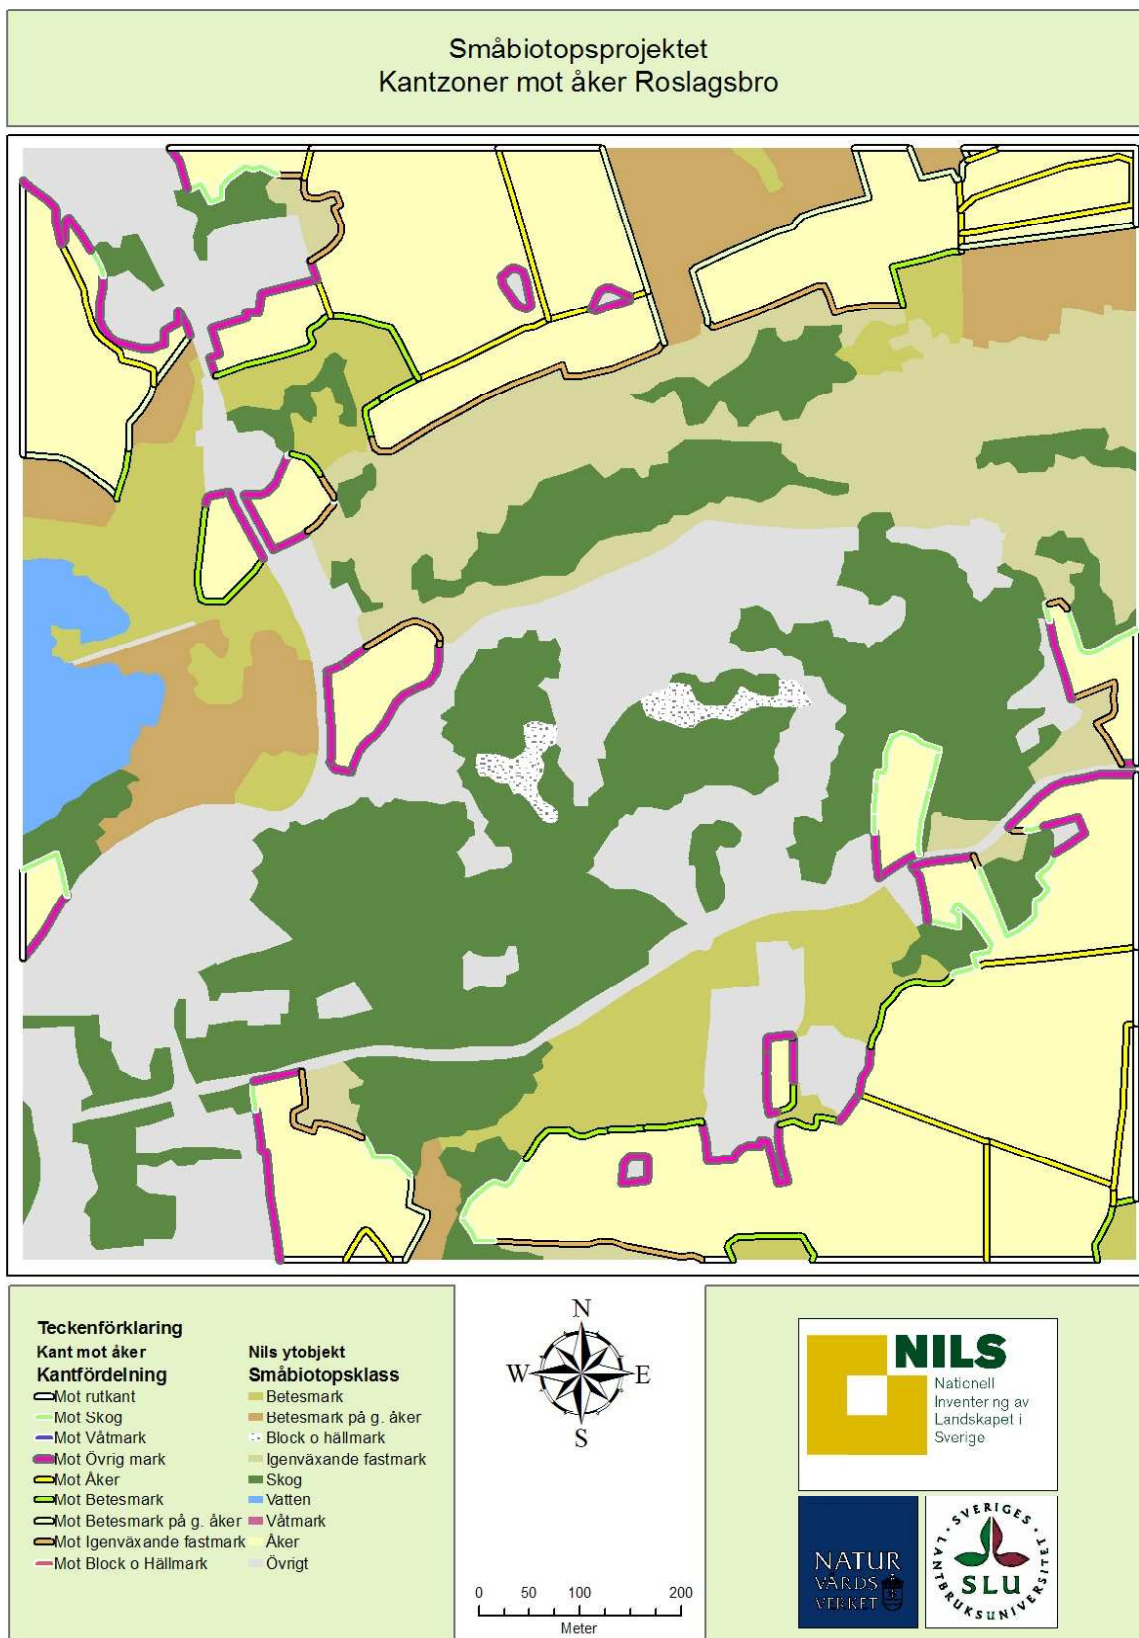 Småbiotopsprojektet
Kantzoner mot åker Roslagsbro
Teckenförklaring
Kant mot åker
Kantfördelning
Mot rutkant
Mot Skog
Mot Våtmark
Mot Övrig mark
Mot Åker
Mot Betesmark
Mot Betesmark på g. åker
Mot Igenväxande fastmark
Mot Block o Hällmark
Nils ytobjekt
Småbiotopsklass
Betesmark
Betesmark på g. åker
Block o hällmark
Igenväxande fastmark
Skog
Vatten
Våtmark
Åker
Övrigt
N
W E
S
0 50 100 200
Meter
NILS
Nationell
Inventering av
Landskapet i
Sverige
NATUR
VÅRDS
VERKET
SVERIGES
LANTBRUKSUNIVERSITET
SLU